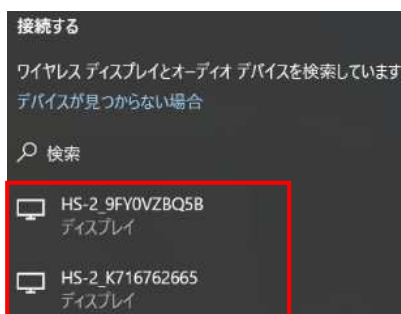 接続する
ワイヤレス ディスプレイとオーディオ デバイスを検索しています
デバイスが見つからない場合
検索
HS-2_9FY0VZBQ5B
ディスプレイ
HS-2_K716762665
ディスプレイ